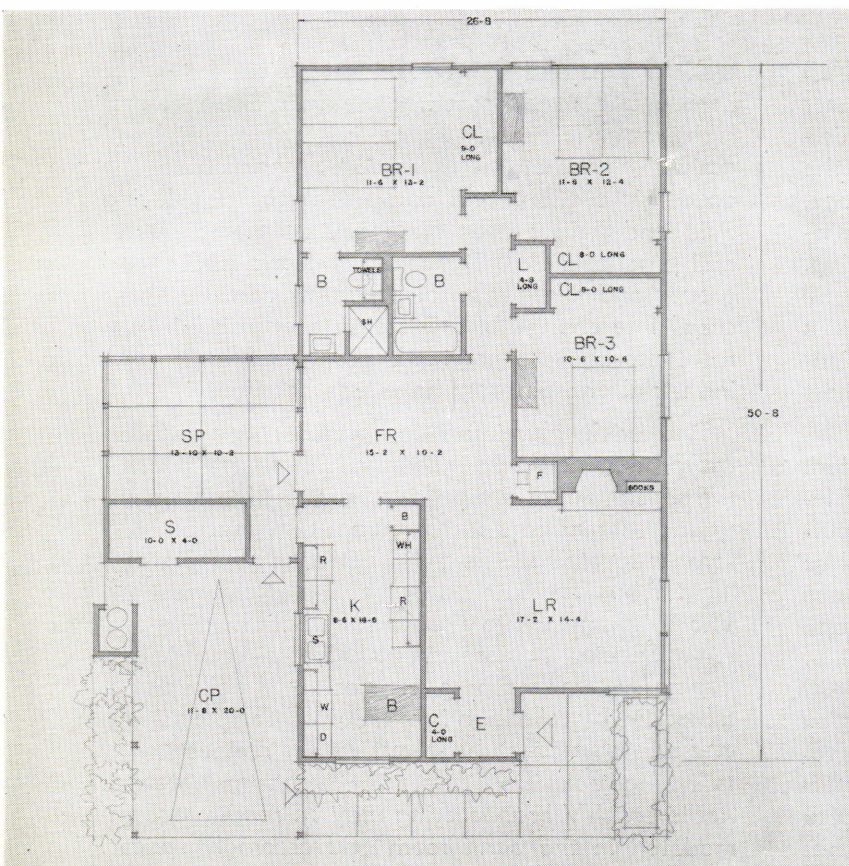 26-8
CL
9-0
LONG
BR-1
11-6 X 13-2
BR-2
11-6 X 12-4
B
TOWELS
B
L
4-8
LONG
CL 8-0 LONG
CL 9-0 LONG
SH
BR-3
10-6 X 10-6
50-8
SP
13-10 X 10-2
FR
15-2 X 10-2
F
BOOKS
S
10-0 X 4-0
B
WH
R
R
K
8-6 X 18-6
S
LR
17-2 X 14-4
CP
11-8 X 20-0
W
D
B
C
4-0
LONG
E